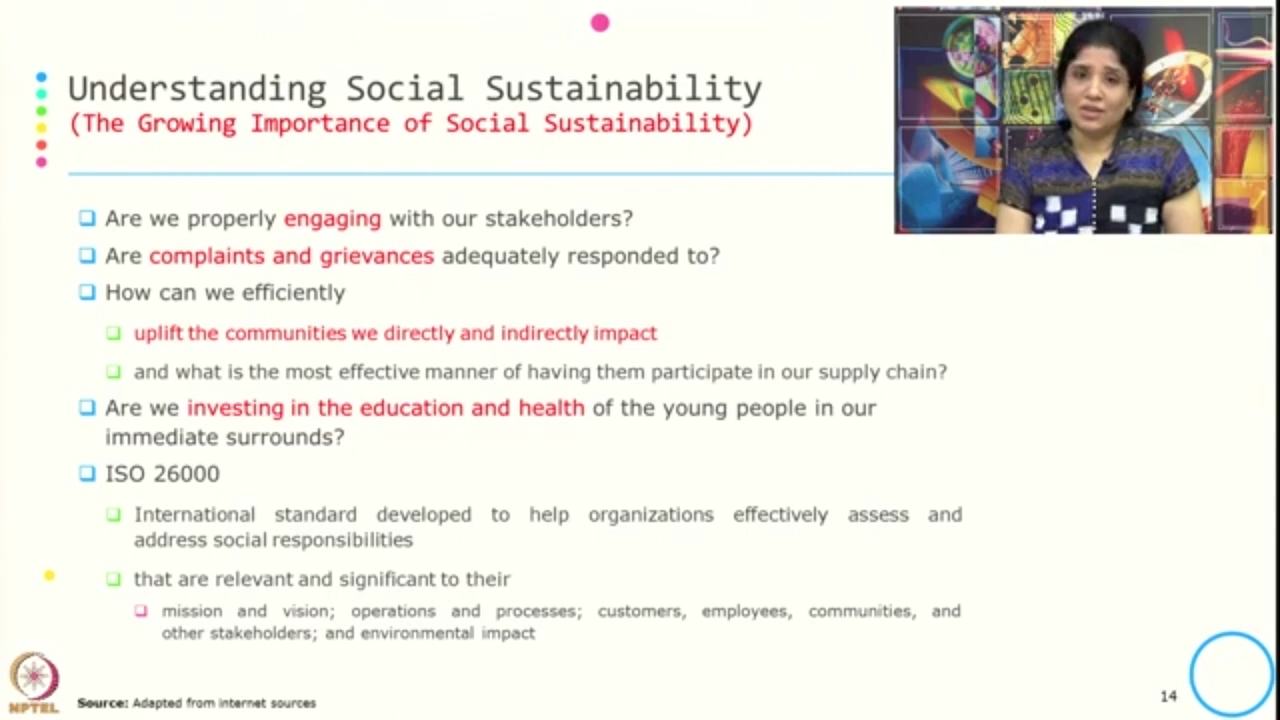 Understanding Social Sustainability
(The Growing Importance of Social Sustainability)
Are we properly engaging with our stakeholders?
Are complaints and grievances adequately responded to?
How can we efficiently
uplift the communities we directly and indirectly impact
and what is the most effective manner of having them participate in our supply chain?
Are we investing in the education and health of the young people in our
immediate surrounds?
ISO 26000
International standard developed to help organizations effectively assess and
address social responsibilities
that are relevant and significant to their
mission and vision; operations and processes; customers, employees, communities, and
other stakeholders; and environmental impact
NPTEL
Source: Adapted from internet sources
14